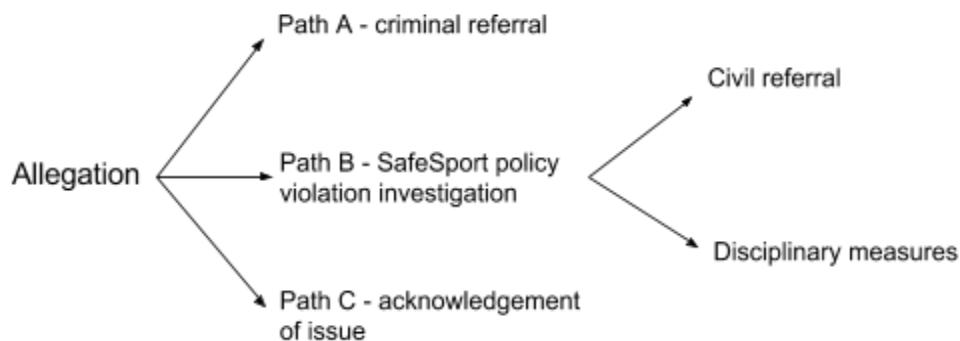 Path A - criminal referral
Civil referral
Allegation
Path B - SafeSport policy
violation investigation
Disciplinary measures
Path C - acknowledgement
of issue